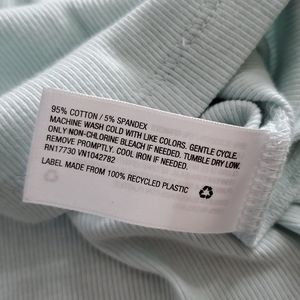 95% COTTON / 5% SPANDEX
MACHINE WASH COLD WITH LIKE COLORS. GENTLE CYCLE.
ONLY NON-CHLORINE BLEACH IF NEEDED. TUMBLE DRY LOW.
REMOVE PROMPTLY. COOL IRON IF NEEDED.
RN17730 VN1042782
LABEL MADE FROM 100% RECYCLED PLASTIC